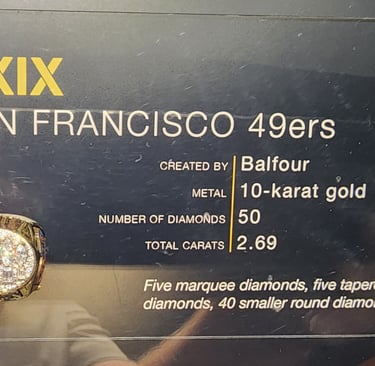 XIX
N FRANCISCO 49ers
CREATED BY Balfour
METAL 10-karat gold
NUMBER OF DIAMONDS 50
TOTAL CARATS 2.69
Five marquee diamonds, five tapere
diamonds, 40 smaller round diamo